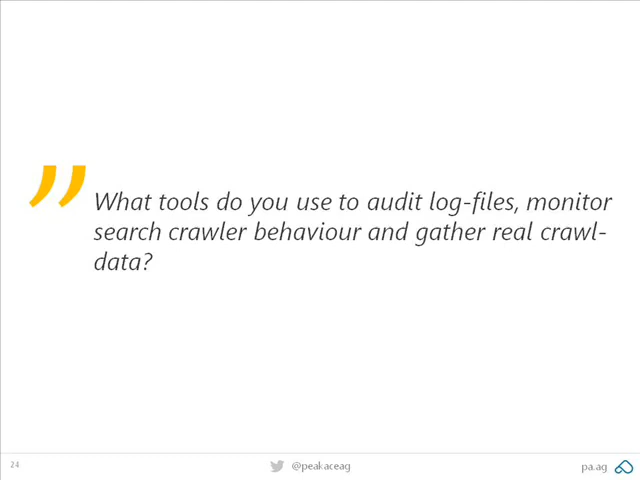 ”
What tools do you use to audit log-files, monitor
search crawler behaviour and gather real crawl-
data?
24
@peakaceag
pa.ag